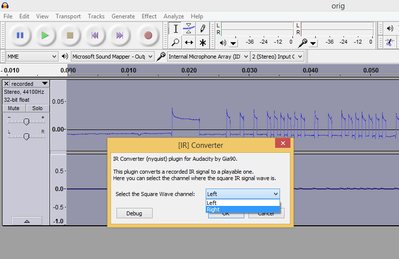 orig
File Edit View Transport Tracks Generate Effect Analyze Help
-36 -24 -12 0
-36 -24 -12 0
MME
Microsoft Sound Mapper - Outp
Internal Microphone Array (ID
2 (Stereo) Input C
-0.010 0.000 0.010 0.020 0.030 0.040 0.050
recorded
Stereo, 44100Hz
32-bit float
Mute Solo
- +
L R
0.05
0.00
[IR] Converter
IR Converter (nyquist) plugin for Audacity by Gia90.
This plugin converts a recorded IR signal to a playable one.
Here you can select the channel where the square IR signal wave is.
Select the Square Wave channel: Left
Left
Right
Debug OK Cancel
0.0
-1.0